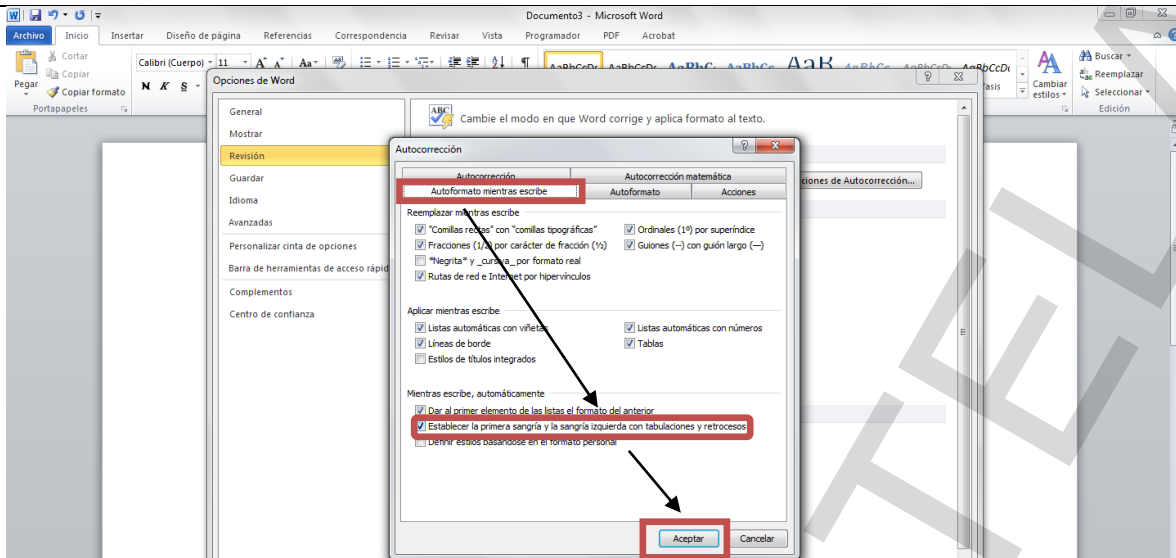 Documento3 - Microsoft Word
Archivo Inicio Insertar Diseño de página Referencias Correspondencia Revisar Vista Programador PDF Acrobat
Cortar
Copiar
Copiar formato
Pegar
Portapapeles
Calibri (Cuerpo) 11
N K S
AaBbCcDc AaBbCcDc AaBbC AaBbCc AaB AaBbCc AaBbCcDc AaBbCcDc
Cambiar estilos
Buscar
Reemplazar
Seleccionar
Edición
Opciones de Word
General
Mostrar
Revisión
Guardar
Idioma
Avanzadas
Personalizar cinta de opciones
Barra de herramientas de acceso rápid
Complementos
Centro de confianza
Cambie el modo en que Word corrige y aplica formato al texto.
ciones de Autocorrección...
Autocorrección
Autocorrección Autocorrección matemática
Autoformato mientras escribe Autoformato Acciones
Reemplazar mientras escribe
"Comillas rectas" con “comillas tipográficas” Ordinales (1º) por superíndice
Fracciones (1/2) por carácter de fracción (½) Guiones (--) con guión largo (—)
*Negrita* y _cursiva_ por formato real
Rutas de red e Internet por hipervínculos
Aplicar mientras escribe
Listas automáticas con viñetas Listas automáticas con números
Líneas de borde Tablas
Estilos de títulos integrados
Mientras escribe, automáticamente
Dar al primer elemento de las listas el formato del anterior
Establecer la primera sangría y la sangría izquierda con tabulaciones y retrocesos
Definir estilos basándose en el formato personal
Aceptar Cancelar